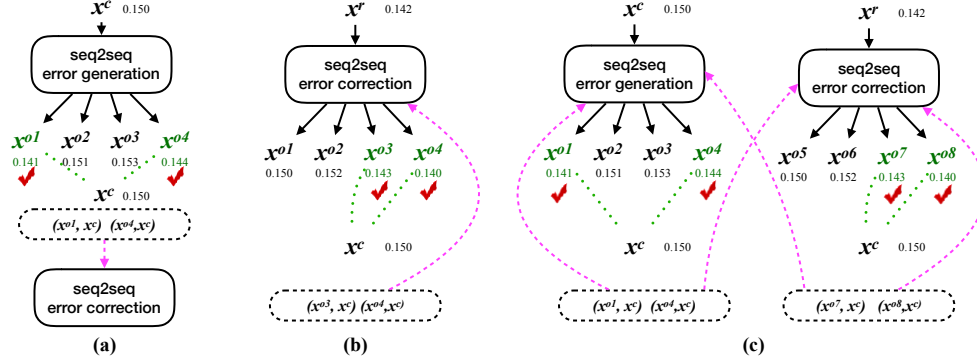 x^c 0.150
seq2seq
error generation
x^o1 x^o2 x^o3 x^o4
0.141 0.151 0.153 0.144
x^c 0.150
(x^o1, x^c) (x^o4,x^c)
seq2seq
error correction
(a)
x^r 0.142
seq2seq
error correction
x^o1 x^o2 x^o3 x^o4
0.150 0.152 0.143 0.140
x^c 0.150
(x^o3, x^c) (x^o4,x^c)
(b)
x^c 0.150
seq2seq
error generation
x^o1 x^o2 x^o3 x^o4
0.141 0.151 0.153 0.144
x^c 0.150
(x^o1, x^c) (x^o4,x^c)
x^r 0.142
seq2seq
error correction
x^o5 x^o6 x^o7 x^o8
0.150 0.152 0.143 0.140
x^c 0.150
(x^o7, x^c) (x^o8,x^c)
(c)